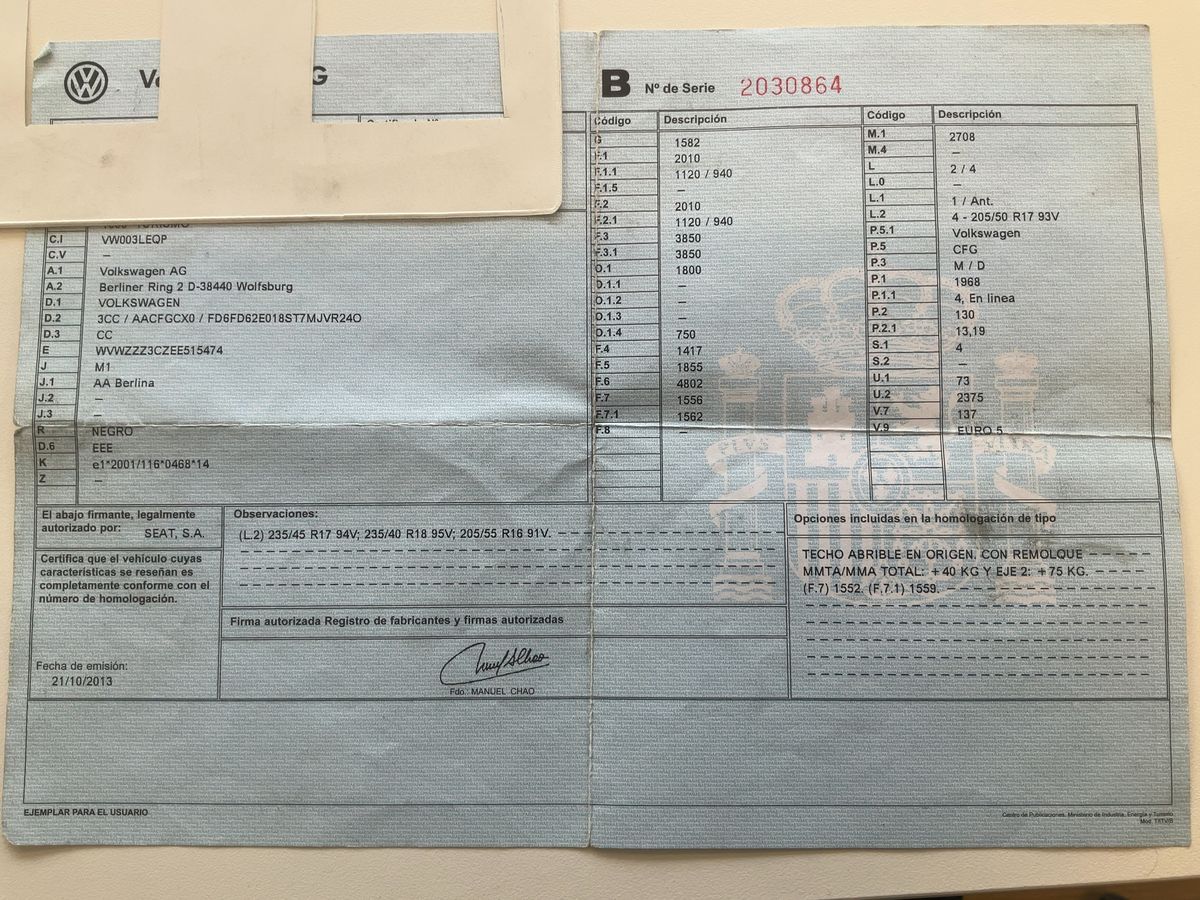 G
B Nº de Serie 2030864
Código Descripción Código Descripción
G 1582
F.1 2010
F.1.1 1120 / 940
F.1.5 –
F.2 2010
F.2.1 1120 / 940
F.3 3850
F.3.1 3850
O.1 1800
O.1.1 –
O.1.2 –
O.1.3 –
O.1.4 750
F.4 1417
F.5 1855
F.6 4802
F.7 1556
F.7.1 1562
F.8 –
M.1 2708
M.4 –
L 2 / 4
L.0 –
L.1 1 / Ant.
L.2 4 - 205/50 R17 93V
P.5.1 Volkswagen
P.5 CFG
P.3 M / D
P.1 1968
P.1.1 4, En linea
P.2 130
P.2.1 13,19
S.1 4
S.2 –
U.1 73
U.2 2375
V.7 137
V.9 EURO 5
C.I VW003LEQP
C.V –
A.1 Volkswagen AG
A.2 Berliner Ring 2 D-38440 Wolfsburg
D.1 VOLKSWAGEN
D.2 3CC / AACFGCX0 / FD6FD62E018ST7MJVR24O
D.3 CC
E WVWZZZ3CZEE515474
J M1
J.1 AA Berlina
J.2 –
J.3 –
R NEGRO
D.6 EEE
K e1*2001/116*0468*14
Z –
El abajo firmante, legalmente
autorizado por:
SEAT, S.A.
Certifica que el vehículo cuyas
características se reseñan es
completamente conforme con el
número de homologación.
Fecha de emisión:
21/10/2013
Observaciones:
(L.2) 235/45 R17 94V; 235/40 R18 95V; 205/55 R16 91V.
Firma autorizada Registro de fabricantes y firmas autorizadas
Fdo.: MANUEL CHAO
Opciones incluidas en la homologación de tipo
TECHO ABRIBLE EN ORIGEN. CON REMOLQUE
MMTA/MMA TOTAL: +40 KG Y EJE 2: +75 KG.
(F.7) 1552. (F.7.1) 1559.
EJEMPLAR PARA EL USUARIO
Centro de Publicaciones. Ministerio de Industria, Energía y Turismo